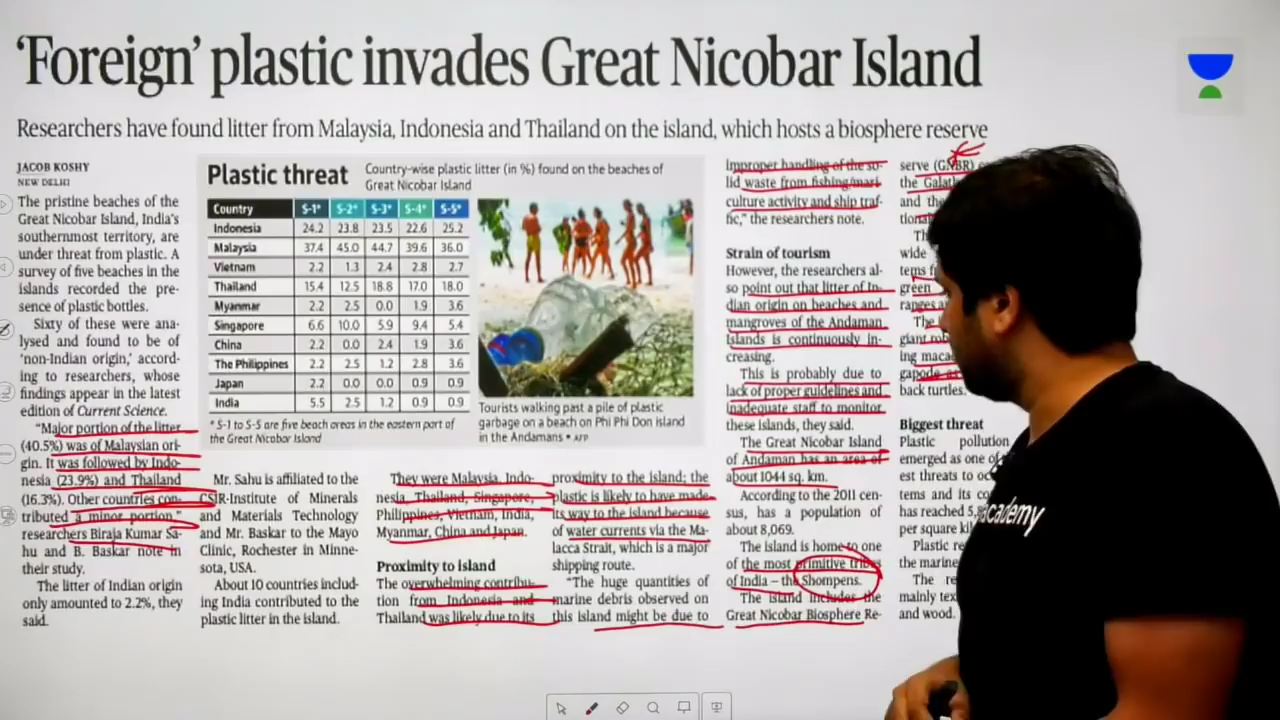 ‘Foreign’ plastic invades Great Nicobar Island
Researchers have found litter from Malaysia, Indonesia and Thailand on the island, which hosts a biosphere reserve
JACOB KOSHY
NEW DELHI
The pristine beaches of the
Great Nicobar Island, India's
southernmost territory, are
under threat from plastic. A
survey of five beaches in the
islands recorded the pre-
sence of plastic bottles.
Sixty of these were ana-
lysed and found to be of
'non-Indian origin,' accord-
ing to researchers, whose
findings appear in the latest
edition of Current Science.
"Major portion of the litter
(40.5%) was of Malaysian ori-
gin. It was followed by Indo-
nesia (23.9%) and Thailand
(16.3%). Other countries con-
tributed a minor portion,"
researchers Biraja Kumar Sa-
hu and B. Baskar note in
their study.
The litter of Indian origin
only amounted to 2.2%, they
said.
Plastic threat
Country-wise plastic litter (in %) found on the beaches of
Great Nicobar Island
Country S-1* S-2* S-3* S-4* S-5*
Indonesia 24.2 23.8 23.5 22.6 25.2
Malaysia 37.4 45.0 44.7 39.6 36.0
Vietnam 2.2 1.3 2.4 2.8 2.7
Thailand 15.4 12.5 18.8 17.0 18.0
Myanmar 2.2 2.5 0.0 1.9 3.6
Singapore 6.6 10.0 5.9 9.4 5.4
China 2.2 0.0 2.4 1.9 3.6
The Philippines 2.2 2.5 1.2 2.8 3.6
Japan 2.2 0.0 0.0 0.9 0.9
India 5.5 2.5 1.2 0.9 0.9
* S-1 to S-5 are five beach areas in the eastern part of
the Great Nicobar Island
Tourists walking past a pile of plastic
garbage on a beach on Phi Phi Don island
in the Andamans • AFP
Mr. Sahu is affiliated to the
CSIR-Institute of Minerals
and Materials Technology
and Mr. Baskar to the Mayo
Clinic, Rochester in Minne-
sota, USA.
About 10 countries includ-
ing India contributed to the
plastic litter in the island.
They were Malaysia, Indo-
nesia, Thailand, Singapore,
Philippines, Vietnam, India,
Myanmar, China and Japan.
Proximity to island
The overwhelming contribu-
tion from Indonesia and
Thailand was likely due to its
proximity to the island; the
plastic is likely to have made
its way to the island because
of water currents via the Ma-
lacca Strait, which is a major
shipping route.
"The huge quantities of
marine debris observed on
this island might be due to
improper handling of the so-
lid waste from fishing/mari-
culture activity and ship traf-
fic," the researchers note.
Strain of tourism
However, the researchers al-
so point out that litter of In-
dian origin on beaches and
mangroves of the Andaman
Islands is continuously in-
creasing.
This is probably due to
lack of proper guidelines and
inadequate staff to monitor
these islands, they said.
The Great Nicobar Island
of Andaman has an area of
about 1044 sq. km.
According to the 2011 cen-
sus, has a population of
about 8,069.
The island is home to one
of the most primitive tribes
of India – the Shompens.
The island includes the
Great Nicobar Biosphere Re-
serve (GNBR)
the Galath
and the
wide
green
ranges
The
giant rob
ing maca
gapode
back turtles.
Biggest threat
Plastic pollution
emerged as one of
est threats to oc
tems and its co
has reached 5,
per square kil
Plastic re
the marine
The re
mainly tex
and wood.
academy